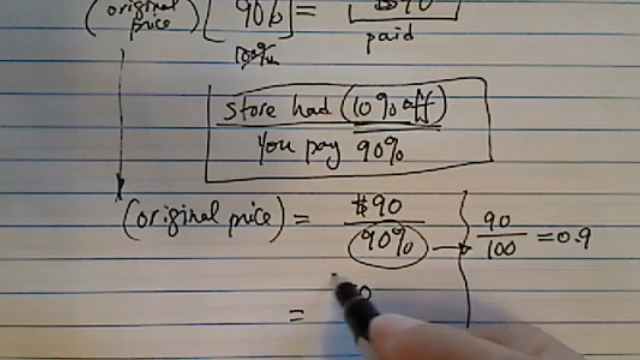 (original price) [90%] = $90
100%
paid
Store had (10% off)
You pay 90%
(original price) = $90
90% → 90
100 = 0.9
=